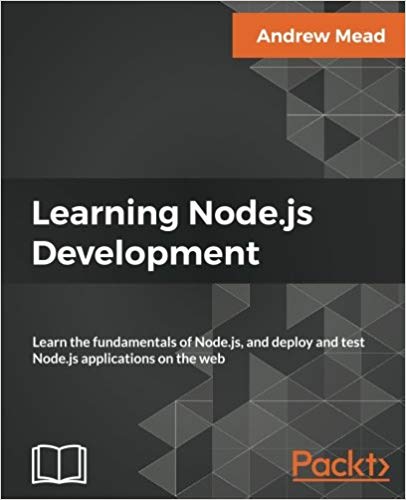 Andrew Mead
Learning Node.js
Development
Learn the fundamentals of Node.js, and deploy and test
Node.js applications on the web
Packt>